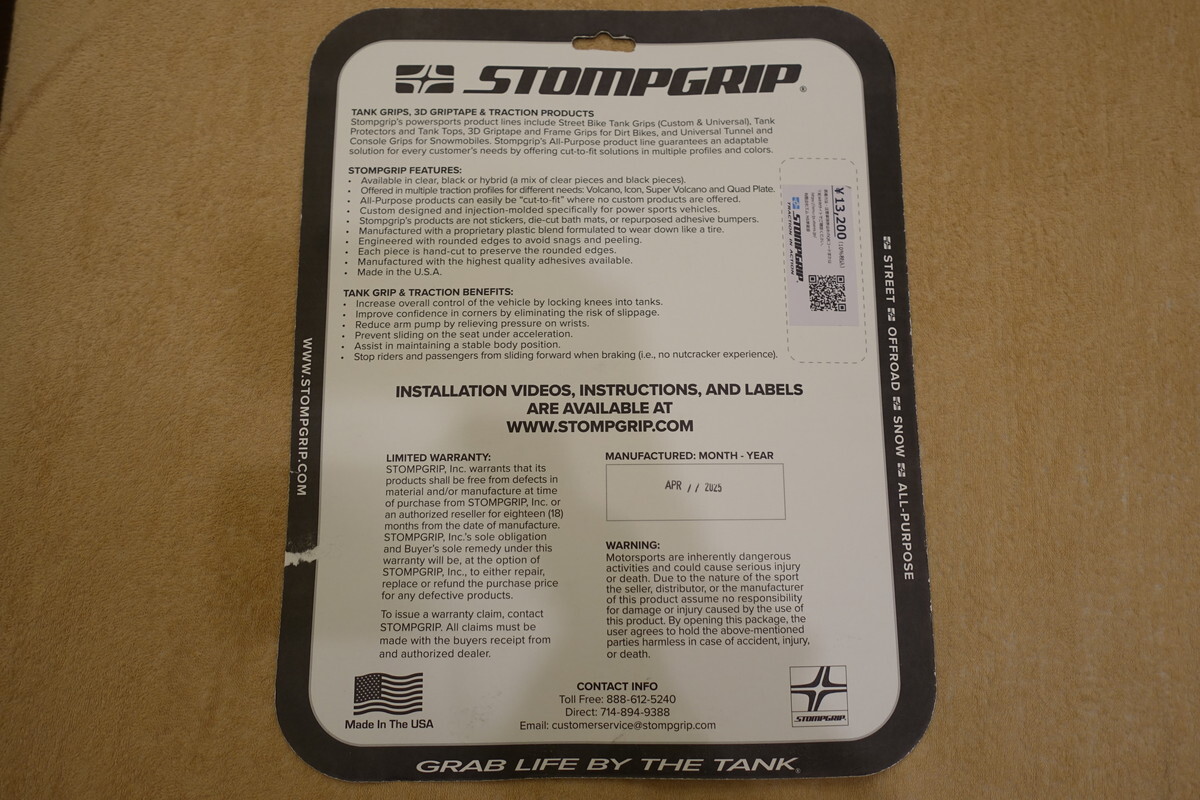 STOMPGRIP®
TANK GRIPS, 3D GRIPTAPE & TRACTION PRODUCTS
Stompgrip's powersports product lines include Street Bike Tank Grips (Custom & Universal), Tank
Protectors and Tank Tops, 3D Griptape and Frame Grips for Dirt Bikes, and Universal Tunnel and
Console Grips for Snowmobiles. Stompgrip's All-Purpose product line guarantees an adaptable
solution for every customer's needs by offering cut-to-fit solutions in multiple profiles and colors.
STOMPGRIP FEATURES:
• Available in clear, black or hybrid (a mix of clear pieces and black pieces).
• Offered in multiple traction profiles for different needs: Volcano, Icon, Super Volcano and Quad Plate.
• All-Purpose products can easily be "cut-to-fit" where no custom products are offered.
• Custom designed and injection-molded specifically for power sports vehicles.
• Stompgrip's products are not stickers, die-cut bath mats, or repurposed adhesive bumpers.
• Manufactured with a proprietary plastic blend formulated to wear down like a tire.
• Engineered with rounded edges to avoid snags and peeling.
• Each piece is hand-cut to preserve the rounded edges.
• Manufactured with the highest quality adhesives available.
• Made in the U.S.A.
TANK GRIP & TRACTION BENEFITS:
• Increase overall control of the vehicle by locking knees into tanks.
• Improve confidence in corners by eliminating the risk of slippage.
• Reduce arm pump by relieving pressure on wrists.
• Prevent sliding on the seat under acceleration.
• Assist in maintaining a stable body position.
• Stop riders and passengers from sliding forward when braking (i.e., no nutcracker experience).
¥13,200 (10%税込)
STOMPGRIP.
TRACTION IN ACTION
INSTALLATION VIDEOS, INSTRUCTIONS, AND LABELS
ARE AVAILABLE AT
WWW.STOMPGRIP.COM
LIMITED WARRANTY:
STOMPGRIP, Inc. warrants that its
products shall be free from defects in
material and/or manufacture at time
of purchase from STOMPGRIP, Inc. or
an authorized reseller for eighteen (18)
months from the date of manufacture.
STOMPGRIP, Inc.'s sole obligation
and Buyer's sole remedy under this
warranty will be, at the option of
STOMPGRIP, Inc., to either repair,
replace or refund the purchase price
for any defective products.
To issue a warranty claim, contact
STOMPGRIP. All claims must be
made with the buyers receipt from
and authorized dealer.
MANUFACTURED: MONTH - YEAR
APR // 2025
WARNING:
Motorsports are inherently dangerous
activities and could cause serious injury
or death. Due to the nature of the sport
the seller, distributor, or the manufacturer
of this product assume no responsibility
for damage or injury caused by the use of
this product. By opening this package, the
user agrees to hold the above-mentioned
parties harmless in case of accident, injury,
or death.
Made In The USA
CONTACT INFO
Toll Free: 888-612-5240
Direct: 714-894-9388
Email: customerservice@stompgrip.com
STOMPGRIP.
WWW.STOMPGRIP.COM
STREET OFFROAD SNOW ALL-PURPOSE
GRAB LIFE BY THE TANK®